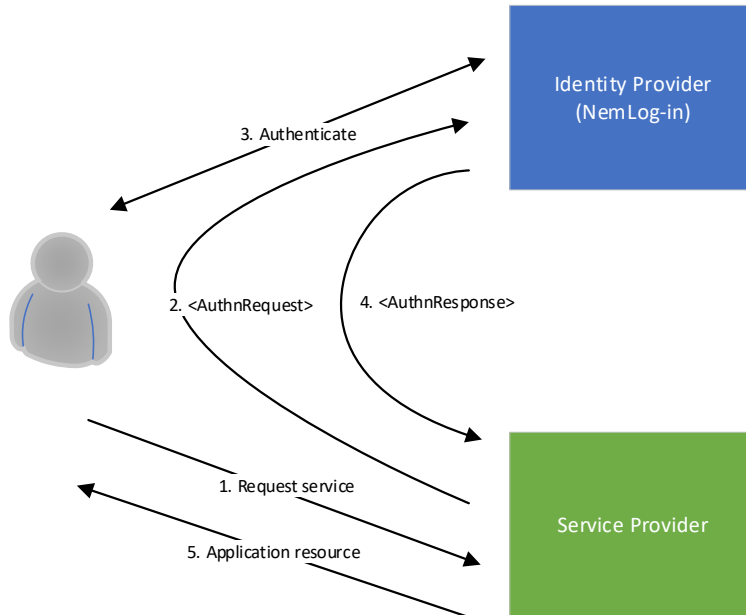 Identity Provider
(NemLog-in)
3. Authenticate
2. <AuthnRequest>
4. <AuthnResponse>
1. Request service
Service Provider
5. Application resource